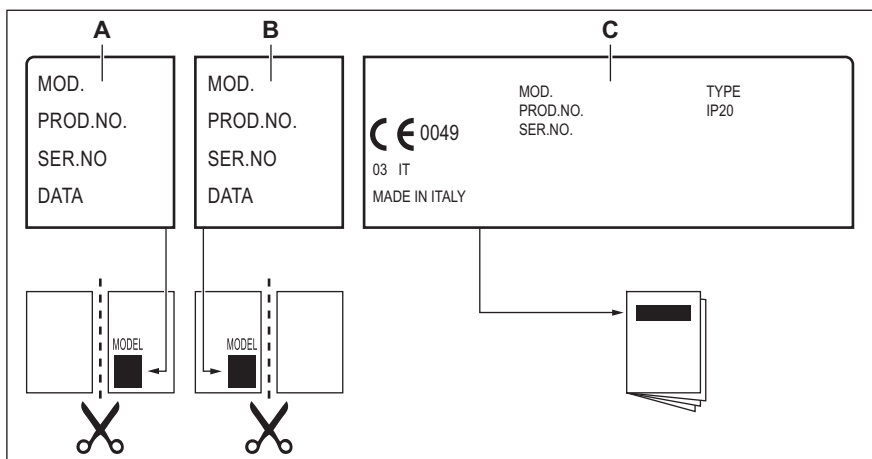 A
B
C
MOD.
PROD.NO.
SER.NO
DATA
MOD.
PROD.NO.
SER.NO
DATA
MOD.
PROD.NO.
SER.NO.
TYPE
IP20
CE 0049
03 IT
MADE IN ITALY
MODEL
MODEL